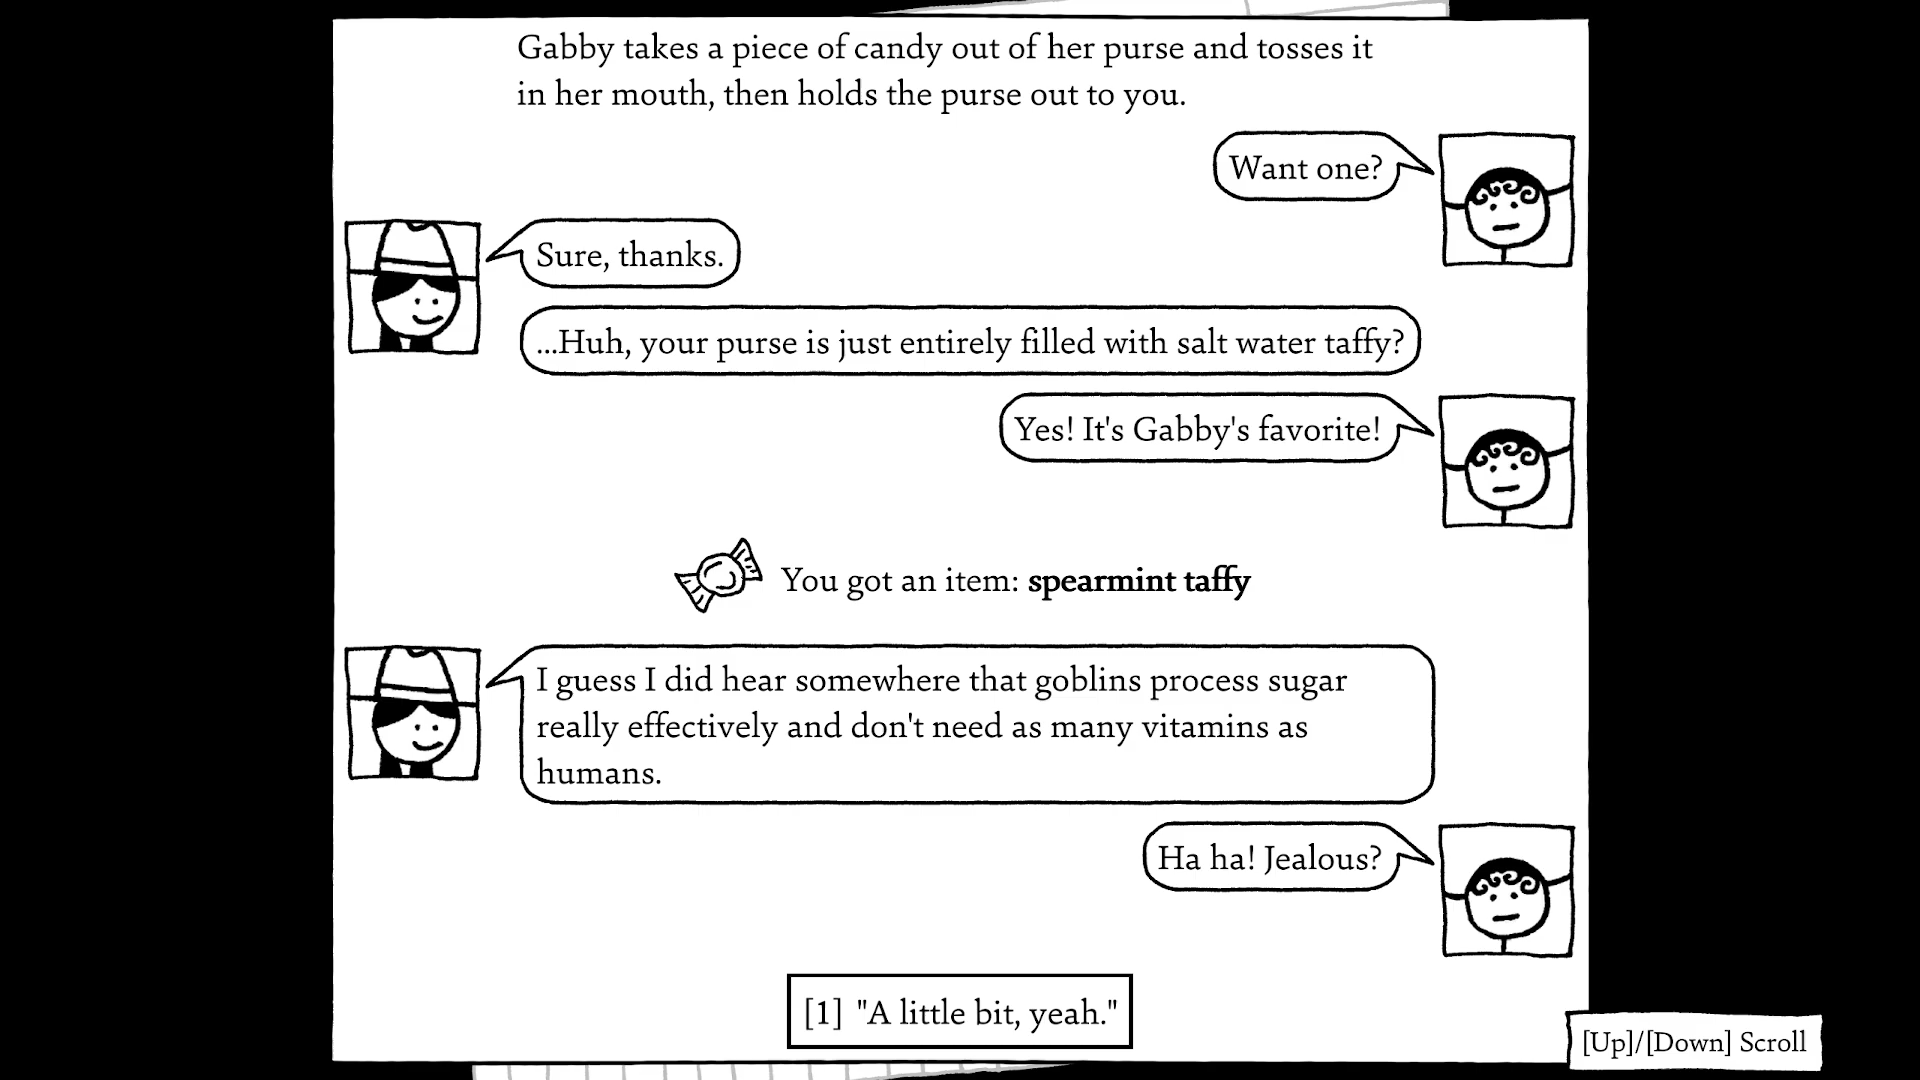 Gabby takes a piece of candy out of her purse and tosses it
in her mouth, then holds the purse out to you.
Want one?
Sure, thanks.
...Huh, your purse is just entirely filled with salt water taffy?
Yes! It's Gabby's favorite!
You got an item: spearmint taffy
I guess I did hear somewhere that goblins process sugar
really effectively and don't need as many vitamins as
humans.
Ha ha! Jealous?
[1] "A little bit, yeah."
[Up]/[Down] Scroll